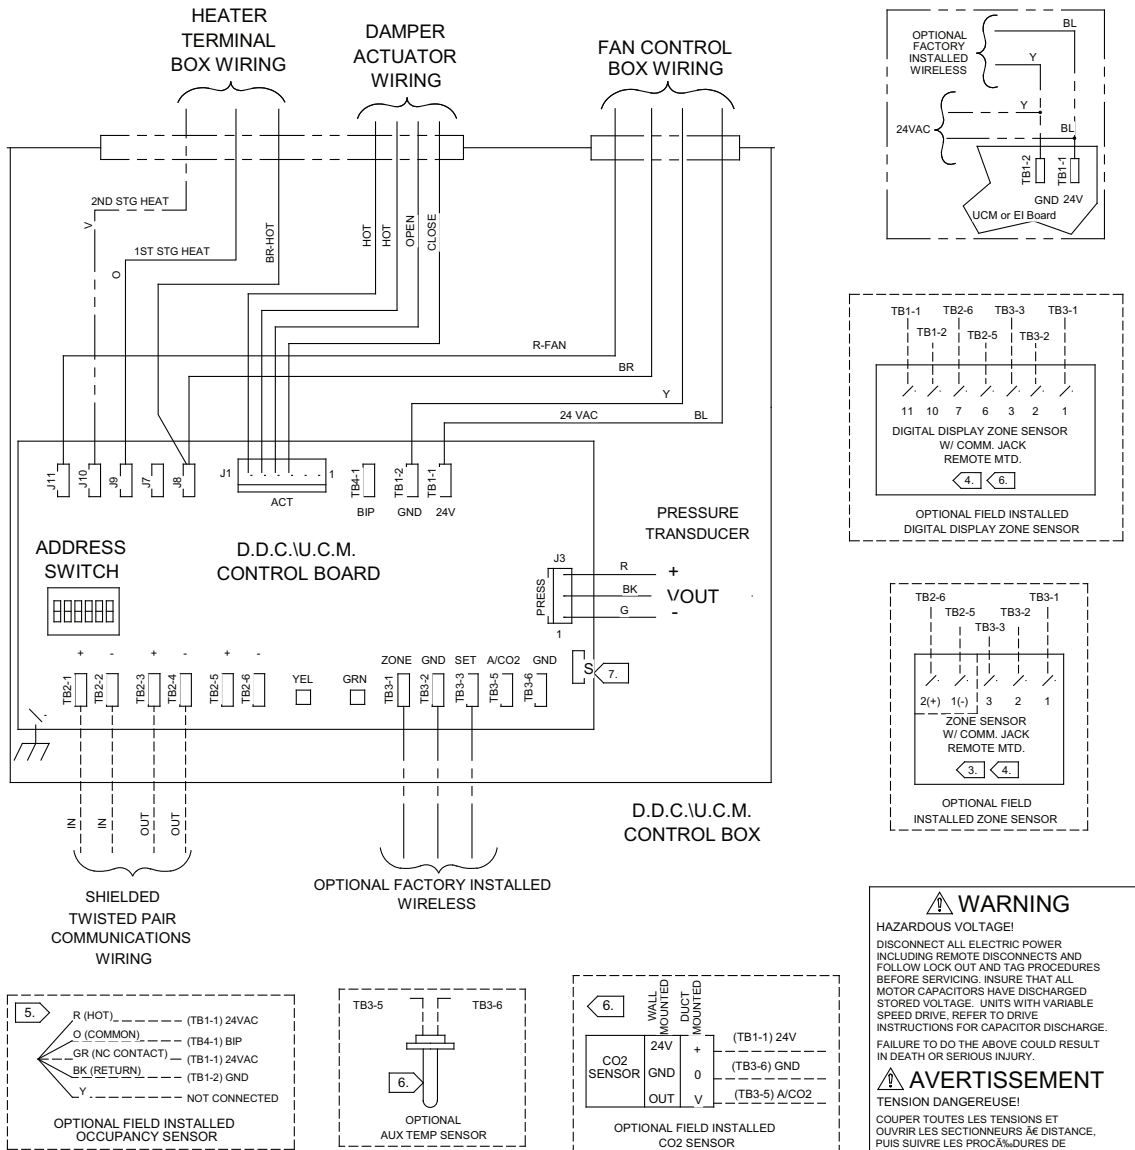 HEATER
TERMINAL
BOX WIRING
DAMPER
ACTUATOR
WIRING
FAN CONTROL
BOX WIRING
2ND STG HEAT
V
1ST STG HEAT
O
BR-HOT
HOT
HOT
OPEN
CLOSE
R-FAN
BR
Y
24 VAC
BL
J11
J10
J9
J7
J8
J1
1
ACT
TB4-1
BIP
TB1-2
GND
TB1-1
24V
ADDRESS
SWITCH
D.D.C.\U.C.M.
CONTROL BOARD
PRESSURE
TRANSDUCER
J3
PRESS
1
R
+
BK
VOUT
G
-
+ - + - + -
TB2-1
TB2-2
TB2-3
TB2-4
TB2-5
TB2-6
YEL
GRN
ZONE GND SET A/CO2 GND
TB3-1
TB3-2
TB3-3
TB3-5
TB3-6
S
7.
IN
IN
OUT
OUT
SHIELDED
TWISTED PAIR
COMMUNICATIONS
WIRING
OPTIONAL FACTORY INSTALLED
WIRELESS
D.D.C.\U.C.M.
CONTROL BOX
OPTIONAL
FACTORY
INSTALLED
WIRELESS
BL
Y
24VAC
Y
BL
TB1-2
TB1-1
GND 24V
UCM or EI Board
TB1-1 TB2-6 TB3-3 TB3-1
TB1-2 TB2-5 TB3-2
11 10 7 6 3 2 1
DIGITAL DISPLAY ZONE SENSOR
W/ COMM. JACK
REMOTE MTD.
4. 6.
OPTIONAL FIELD INSTALLED
DIGITAL DISPLAY ZONE SENSOR
TB2-6 TB3-1
TB2-5 TB3-2
TB3-3
2(+) 1(-) 3 2 1
ZONE SENSOR
W/ COMM. JACK
REMOTE MTD.
3. 4.
OPTIONAL FIELD
INSTALLED ZONE SENSOR
5.
R (HOT) (TB1-1) 24VAC
O (COMMON) (TB4-1) BIP
GR (NC CONTACT) (TB1-1) 24VAC
BK (RETURN) (TB1-2) GND
Y NOT CONNECTED
OPTIONAL FIELD INSTALLED
OCCUPANCY SENSOR
TB3-5 TB3-6
6.
OPTIONAL
AUX TEMP SENSOR
6.
WALL
MOUNTED
DUCT
MOUNTED
CO2
SENSOR
24V + (TB1-1) 24V
GND 0 (TB3-6) GND
OUT V (TB3-5) A/CO2
OPTIONAL FIELD INSTALLED
CO2 SENSOR
WARNING
HAZARDOUS VOLTAGE!
DISCONNECT ALL ELECTRIC POWER
INCLUDING REMOTE DISCONNECTS AND
FOLLOW LOCK OUT AND TAG PROCEDURES
BEFORE SERVICING. INSURE THAT ALL
MOTOR CAPACITORS HAVE DISCHARGED
STORED VOLTAGE. UNITS WITH VARIABLE
SPEED DRIVE, REFER TO DRIVE
INSTRUCTIONS FOR CAPACITOR DISCHARGE.
FAILURE TO DO THE ABOVE COULD RESULT
IN DEATH OR SERIOUS INJURY.
AVERTISSEMENT
TENSION DANGEREUSE!
COUPER TOUTES LES TENSIONS ET
OUVRIR LES SECTIONNEURS Ã€ DISTANCE,
PUIS SUIVRE LES PROCÃ‰DURES DE